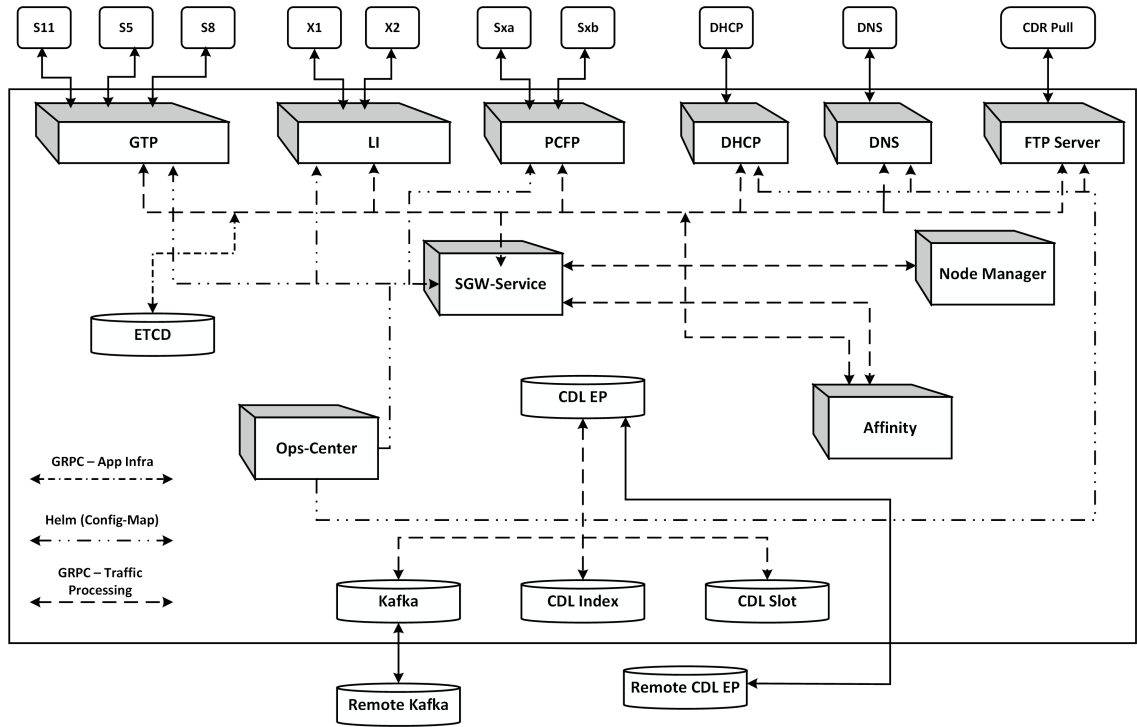 S11
S5
S8
X1
X2
Sxa
Sxb
DHCP
DNS
CDR Pull
GTP
LI
PCFP
DHCP
DNS
FTP Server
SGW-Service
Node Manager
ETCD
CDL EP
Affinity
Ops-Center
GRPC – App Infra
Helm (Config-Map)
GRPC – Traffic
Processing
Kafka
CDL Index
CDL Slot
Remote Kafka
Remote CDL EP